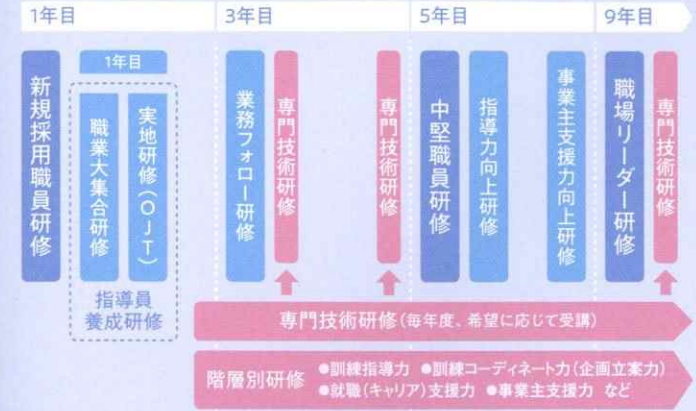 1年目
3年目
5年目
9年目
新規採用職員研修
1年目
職業大集合研修
実地研修(OJT)
指導員
養成研修
業務フォロー研修
専門技術研修
専門技術研修
中堅職員研修
指導力向上研修
事業主支援力向上研修
職場リーダー研修
専門技術研修
専門技術研修(毎年度、希望に応じて受講)
階層別研修
●訓練指導力 ●訓練コーディネート力(企画立案力)
●就職(キャリア)支援力 ●事業主支援力 など